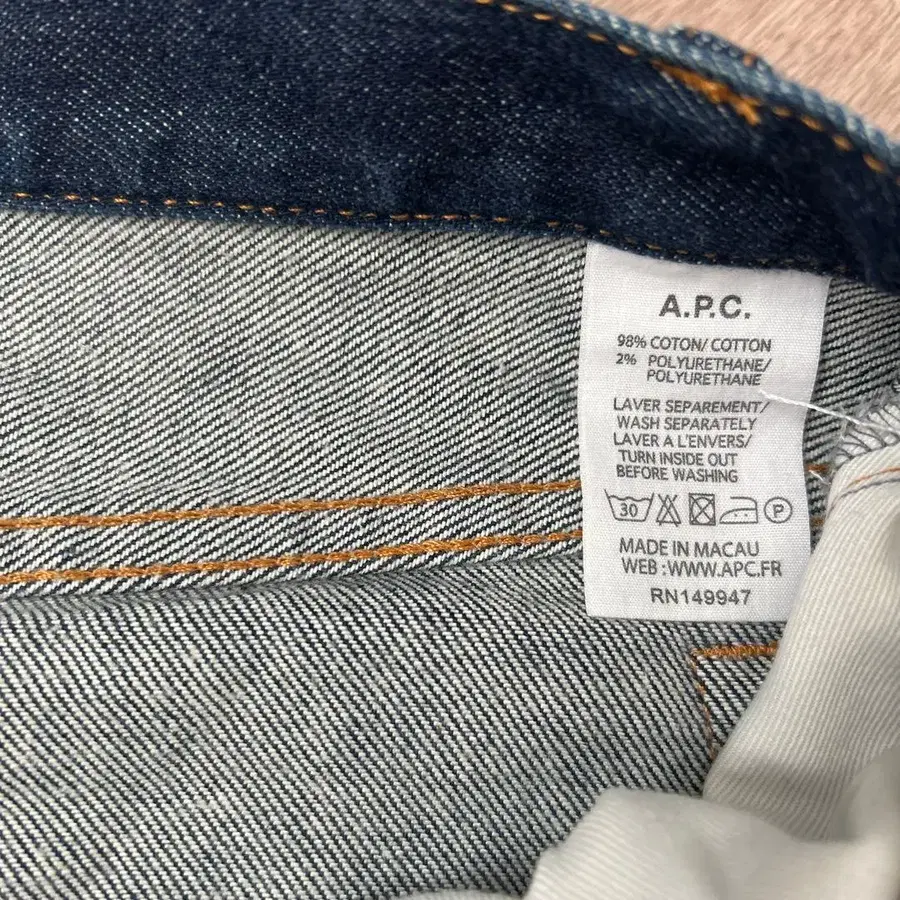 A.P.C.
98% COTON/ COTTON
2% POLYURETHANE/
POLYURETHANE
LAVER SEPAREMENT/
WASH SEPARATELY
LAVER A L'ENVERS/
TURN INSIDE OUT
BEFORE WASHING
30 P
MADE IN MACAU
WEB :WWW.APC.FR
RN149947